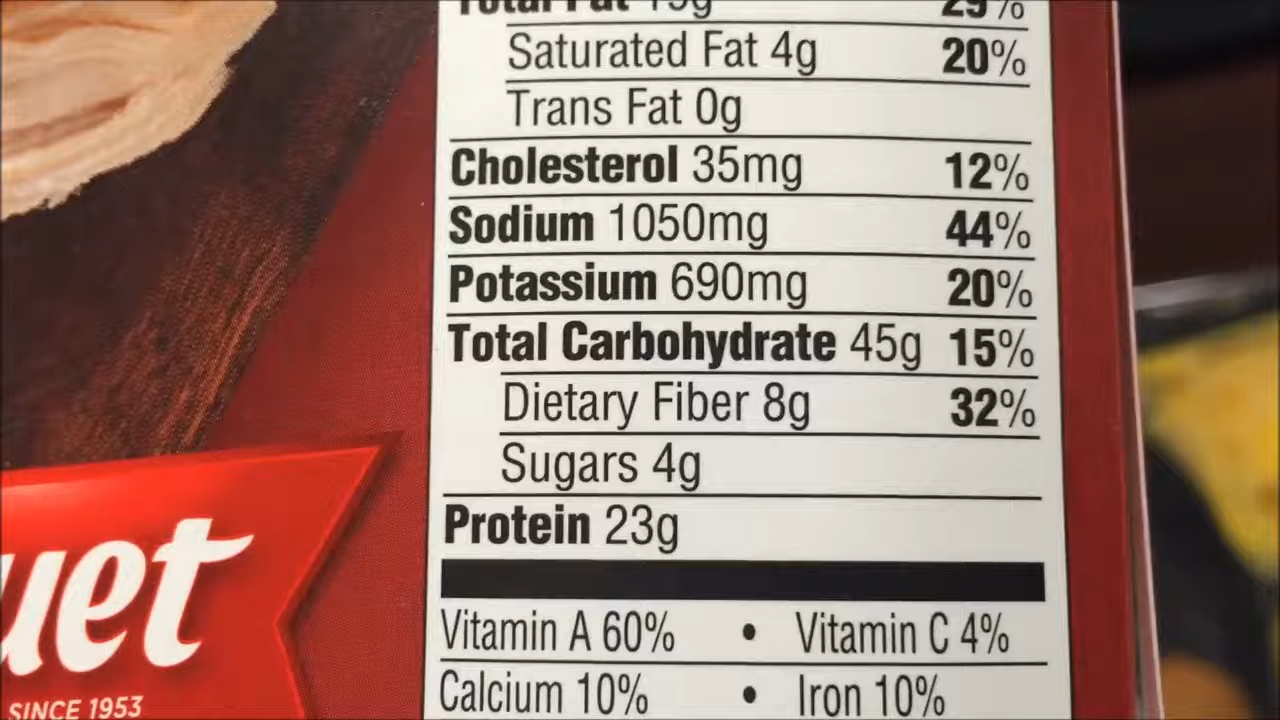 Total Fat 19g 29%
Saturated Fat 4g 20%
Trans Fat 0g
Cholesterol 35mg 12%
Sodium 1050mg 44%
Potassium 690mg 20%
Total Carbohydrate 45g 15%
Dietary Fiber 8g 32%
Sugars 4g
Protein 23g
Vitamin A 60% • Vitamin C 4%
Calcium 10% • Iron 10%
uet
SINCE 1953